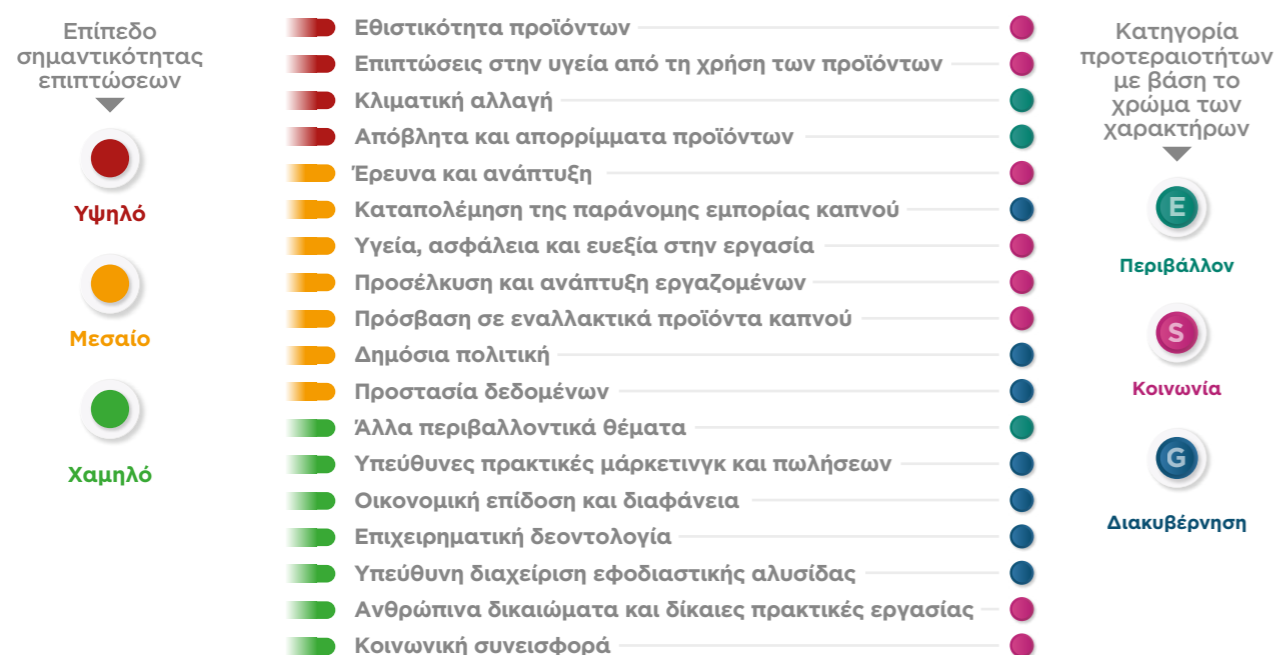 Επίπεδο
σημαντικότητας
επιπτώσεων
Υψηλό
Μεσαίο
Χαμηλό
Εθιστικότητα προϊόντων
Επιπτώσεις στην υγεία από τη χρήση των προϊόντων
Κλιματική αλλαγή
Απόβλητα και απορρίμματα προϊόντων
Έρευνα και ανάπτυξη
Καταπολέμηση της παράνομης εμπορίας καπνού
Υγεία, ασφάλεια και ευεξία στην εργασία
Προσέλκυση και ανάπτυξη εργαζομένων
Πρόσβαση σε εναλλακτικά προϊόντα καπνού
Δημόσια πολιτική
Προστασία δεδομένων
Άλλα περιβαλλοντικά θέματα
Υπεύθυνες πρακτικές μάρκετινγκ και πωλήσεων
Οικονομική επίδοση και διαφάνεια
Επιχειρηματική δεοντολογία
Υπεύθυνη διαχείριση εφοδιαστικής αλυσίδας
Ανθρώπινα δικαιώματα και δίκαιες πρακτικές εργασίας
Κοινωνική συνεισφορά
Κατηγορία
προτεραιοτήτων
με βάση το
χρώμα των
χαρακτήρων
E
Περιβάλλον
S
Κοινωνία
G
Διακυβέρνηση